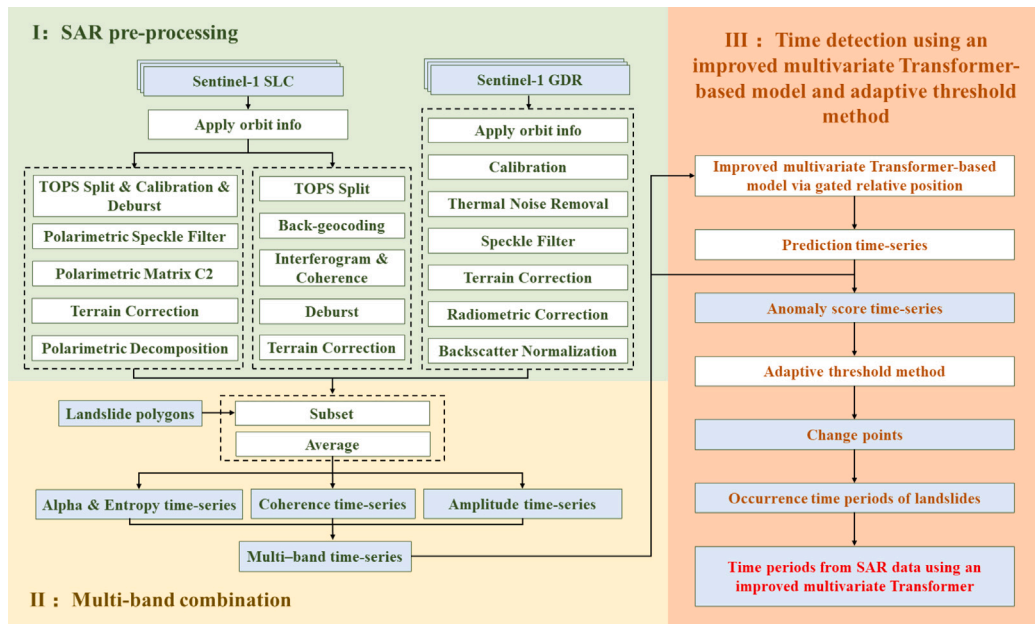 I：SAR pre-processing
Sentinel-1 SLC
Apply orbit info
TOPS Split & Calibration &
Deburst
Polarimetric Speckle Filter
Polarimetric Matrix C2
Terrain Correction
Polarimetric Decomposition
TOPS Split
Back-geocoding
Interferogram &
Coherence
Deburst
Terrain Correction
Sentinel-1 GDR
Apply orbit info
Calibration
Thermal Noise Removal
Speckle Filter
Terrain Correction
Radiometric Correction
Backscatter Normalization
Landslide polygons
Subset
Average
Alpha & Entropy time-series
Coherence time-series
Amplitude time-series
Multi–band time-series
II：Multi-band combination
III：Time detection using an
improved multivariate Transformer-
based model and adaptive threshold
method
Improved multivariate Transformer-based
model via gated relative position
Prediction time-series
Anomaly score time-series
Adaptive threshold method
Change points
Occurrence time periods of landslides
Time periods from SAR data using an
improved multivariate Transformer